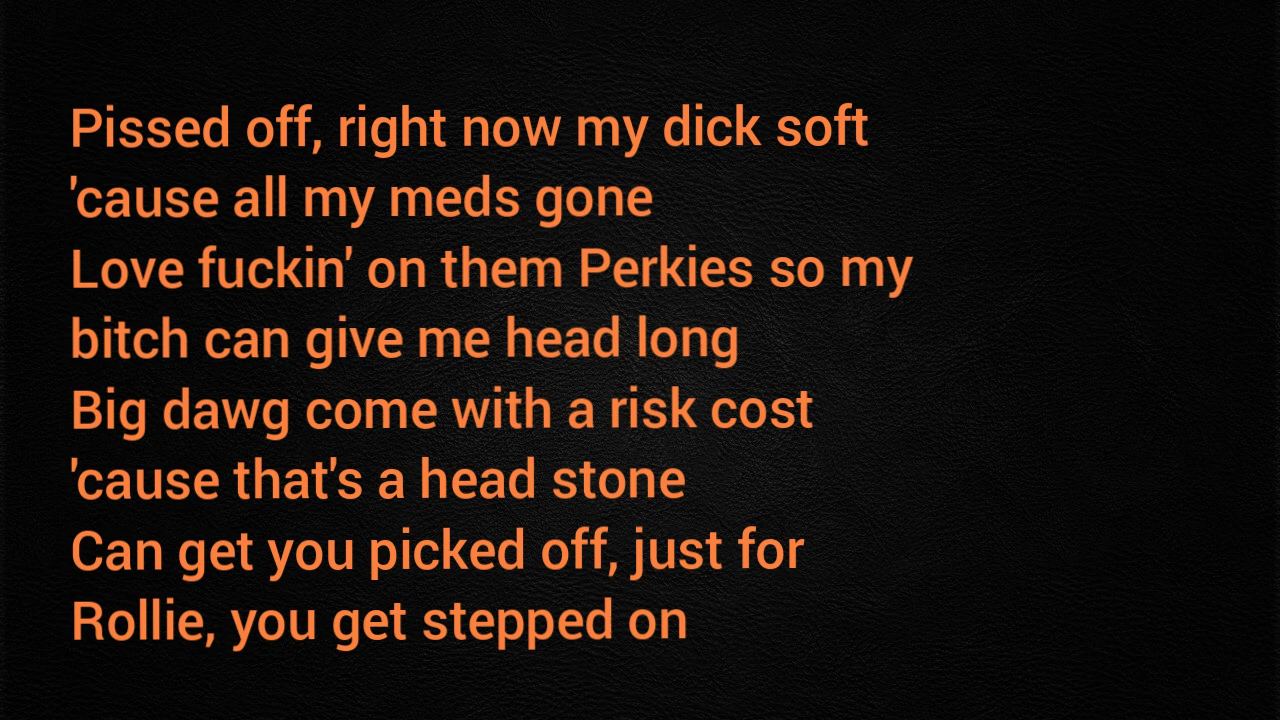 Pissed off, right now my dick soft
'cause all my meds gone
Love fuckin' on them Perkies so my
bitch can give me head long
Big dawg come with a risk cost
'cause that's a head stone
Can get you picked off, just for
Rollie, you get stepped on